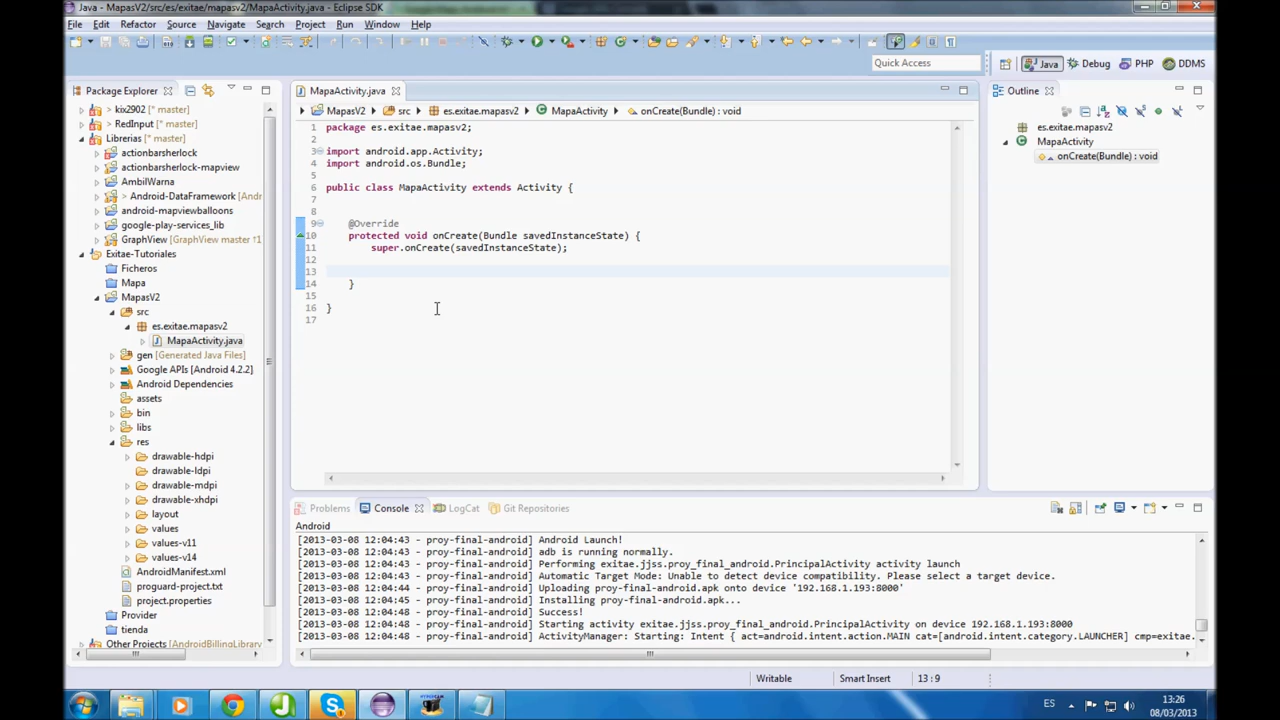 Java - MapasV2/src/es/exitae/mapasv2/MapaActivity.java - Eclipse SDK
File Edit Refactor Source Navigate Search Project Run Window Help
Quick Access
Java Debug PHP DDMS
Package Explorer
kix2902 [* master]
RedInput [* master]
Librerias [* master]
actionbarsherlock
actionbarsherlock-mapview
AmbilWarna
> Android-DataFramework [Andr
android-mapviewballoons
google-play-services_lib
GraphView [GraphView master ↑1
Exitae-Tutoriales
Ficheros
Mapa
MapasV2
src
es.exitae.mapasv2
MapaActivity.java
gen [Generated Java Files]
Google APIs [Android 4.2.2]
Android Dependencies
assets
bin
libs
res
drawable-hdpi
drawable-ldpi
drawable-mdpi
drawable-xhdpi
layout
values
values-v11
values-v14
AndroidManifest.xml
proguard-project.txt
project.properties
Provider
tienda
Other Projects [AndroidBillingLibrary]
MapaActivity.java
MapasV2 src es.exitae.mapasv2 MapaActivity onCreate(Bundle) : void
1 package es.exitae.mapasv2;
2
3 import android.app.Activity;
4 import android.os.Bundle;
5
6 public class MapaActivity extends Activity {
7
8
9 @Override
10 protected void onCreate(Bundle savedInstanceState) {
11 super.onCreate(savedInstanceState);
12
13
14 }
15
16 }
17
Outline
es.exitae.mapasv2
MapaActivity
onCreate(Bundle) : void
Problems Console LogCat Git Repositories
Android
[2013-03-08 12:04:43 - proy-final-android] Android Launch!
[2013-03-08 12:04:43 - proy-final-android] adb is running normally.
[2013-03-08 12:04:43 - proy-final-android] Performing exitae.jjss.proy_final_android.PrincipalActivity activity launch
[2013-03-08 12:04:43 - proy-final-android] Automatic Target Mode: Unable to detect device compatibility. Please select a target device.
[2013-03-08 12:04:44 - proy-final-android] Uploading proy-final-android.apk onto device '192.168.1.193:8000'
[2013-03-08 12:04:45 - proy-final-android] Installing proy-final-android.apk...
[2013-03-08 12:04:48 - proy-final-android] Success!
[2013-03-08 12:04:48 - proy-final-android] Starting activity exitae.jjss.proy_final_android.PrincipalActivity on device 192.168.1.193:8000
[2013-03-08 12:04:48 - proy-final-android] ActivityManager: Starting: Intent { act=android.intent.action.MAIN cat=[android.intent.category.LAUNCHER] cmp=exitae.
Writable Smart Insert 13 : 9
ES 13:26
08/03/2013